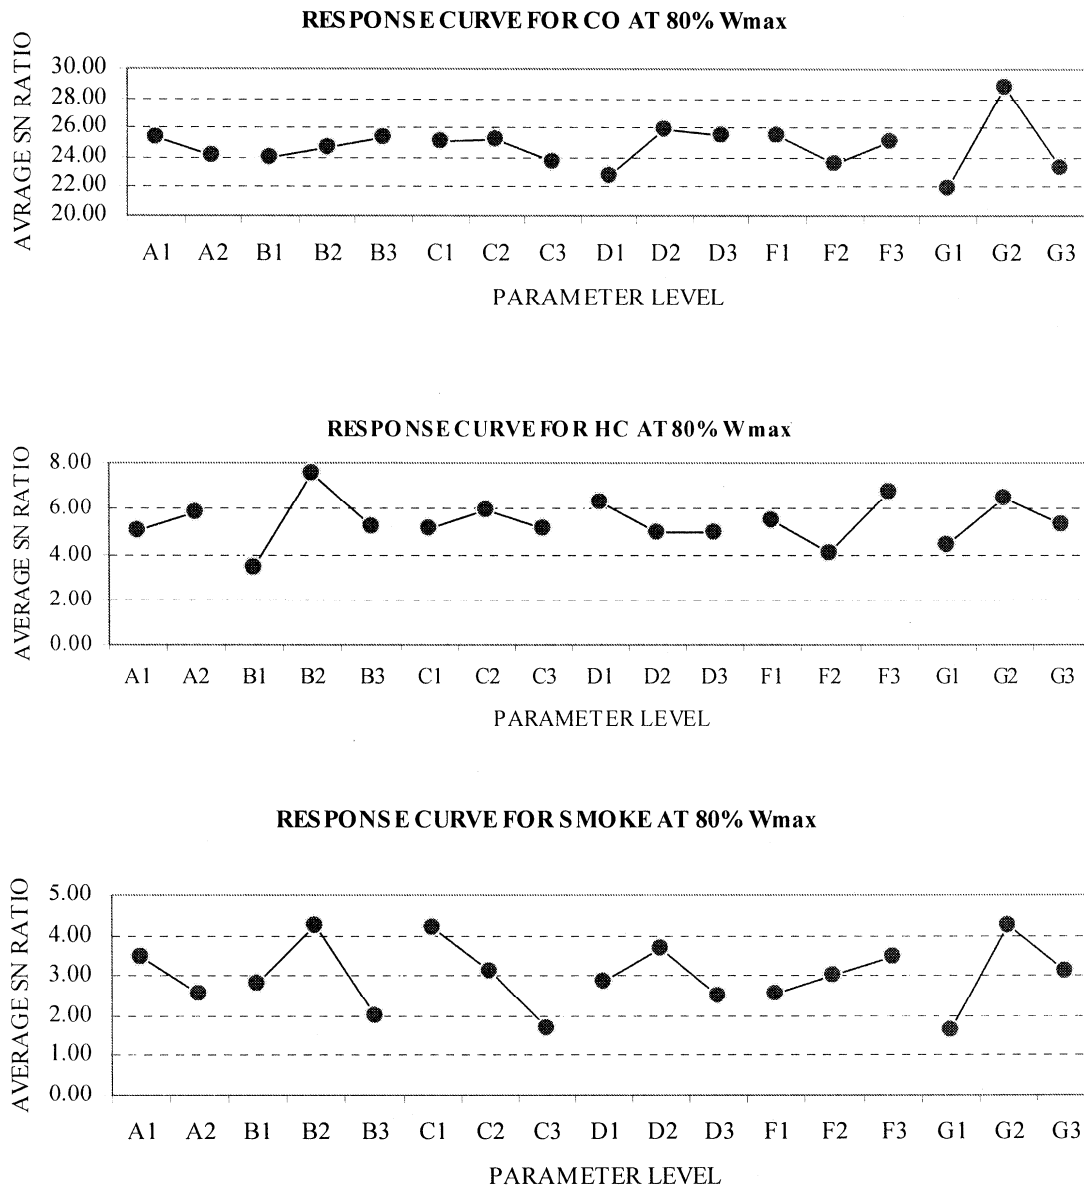 RESPONSE CURVE FOR CO AT 80% Wmax
AVRAGE SN RATIO
30.00
28.00
26.00
24.00
22.00
20.00
A1 A2 B1 B2 B3 C1 C2 C3 D1 D2 D3 F1 F2 F3 G1 G2 G3
PARAMETER LEVEL
RESPONSE CURVE FOR HC AT 80% Wmax
AVERAGE SN RATIO
8.00
6.00
4.00
2.00
0.00
A1 A2 B1 B2 B3 C1 C2 C3 D1 D2 D3 F1 F2 F3 G1 G2 G3
PARAMETER LEVEL
RESPONSE CURVE FOR SMOKE AT 80% Wmax
AVERAGE SN RATIO
5.00
4.00
3.00
2.00
1.00
0.00
A1 A2 B1 B2 B3 C1 C2 C3 D1 D2 D3 F1 F2 F3 G1 G2 G3
PARAMETER LEVEL